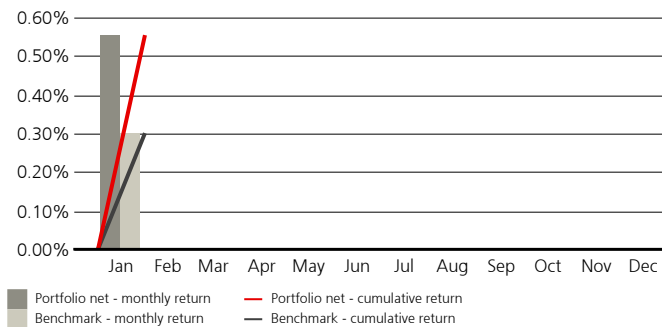 0.60%
0.50%
0.40%
0.30%
0.20%
0.10%
0.00%
Jan Feb Mar Apr May Jun Jul Aug Sep Oct Nov Dec
Portfolio net - monthly return Portfolio net - cumulative return
Benchmark - monthly return Benchmark - cumulative return